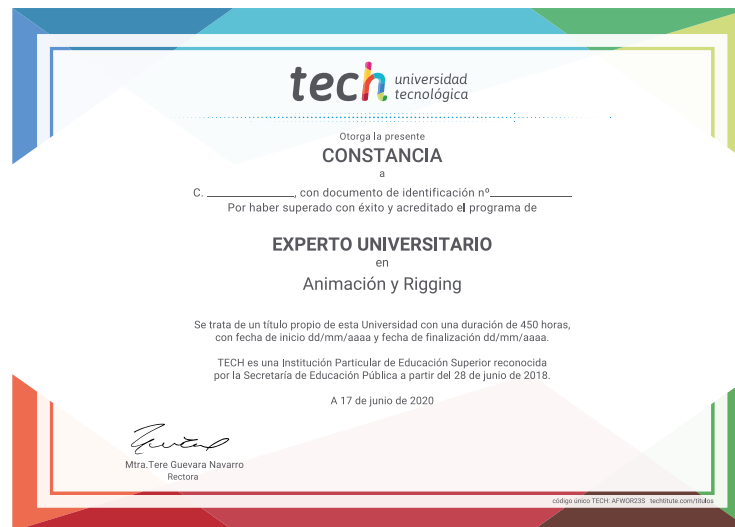 tech universidad
tecnológica
Otorga la presente
CONSTANCIA
a
C. ________________, con documento de identificación nº________________
Por haber superado con éxito y acreditado el programa de
EXPERTO UNIVERSITARIO
en
Animación y Rigging
Se trata de un título propio de esta Universidad con una duración de 450 horas,
con fecha de inicio dd/mm/aaaa y fecha de finalización dd/mm/aaaa.
TECH es una Institución Particular de Educación Superior reconocida
por la Secretaría de Educación Pública a partir del 28 de junio de 2018.
A 17 de junio de 2020
Mtra.Tere Guevara Navarro
Rectora
código único TECH: AFWOR23S techtitute.com/títulos